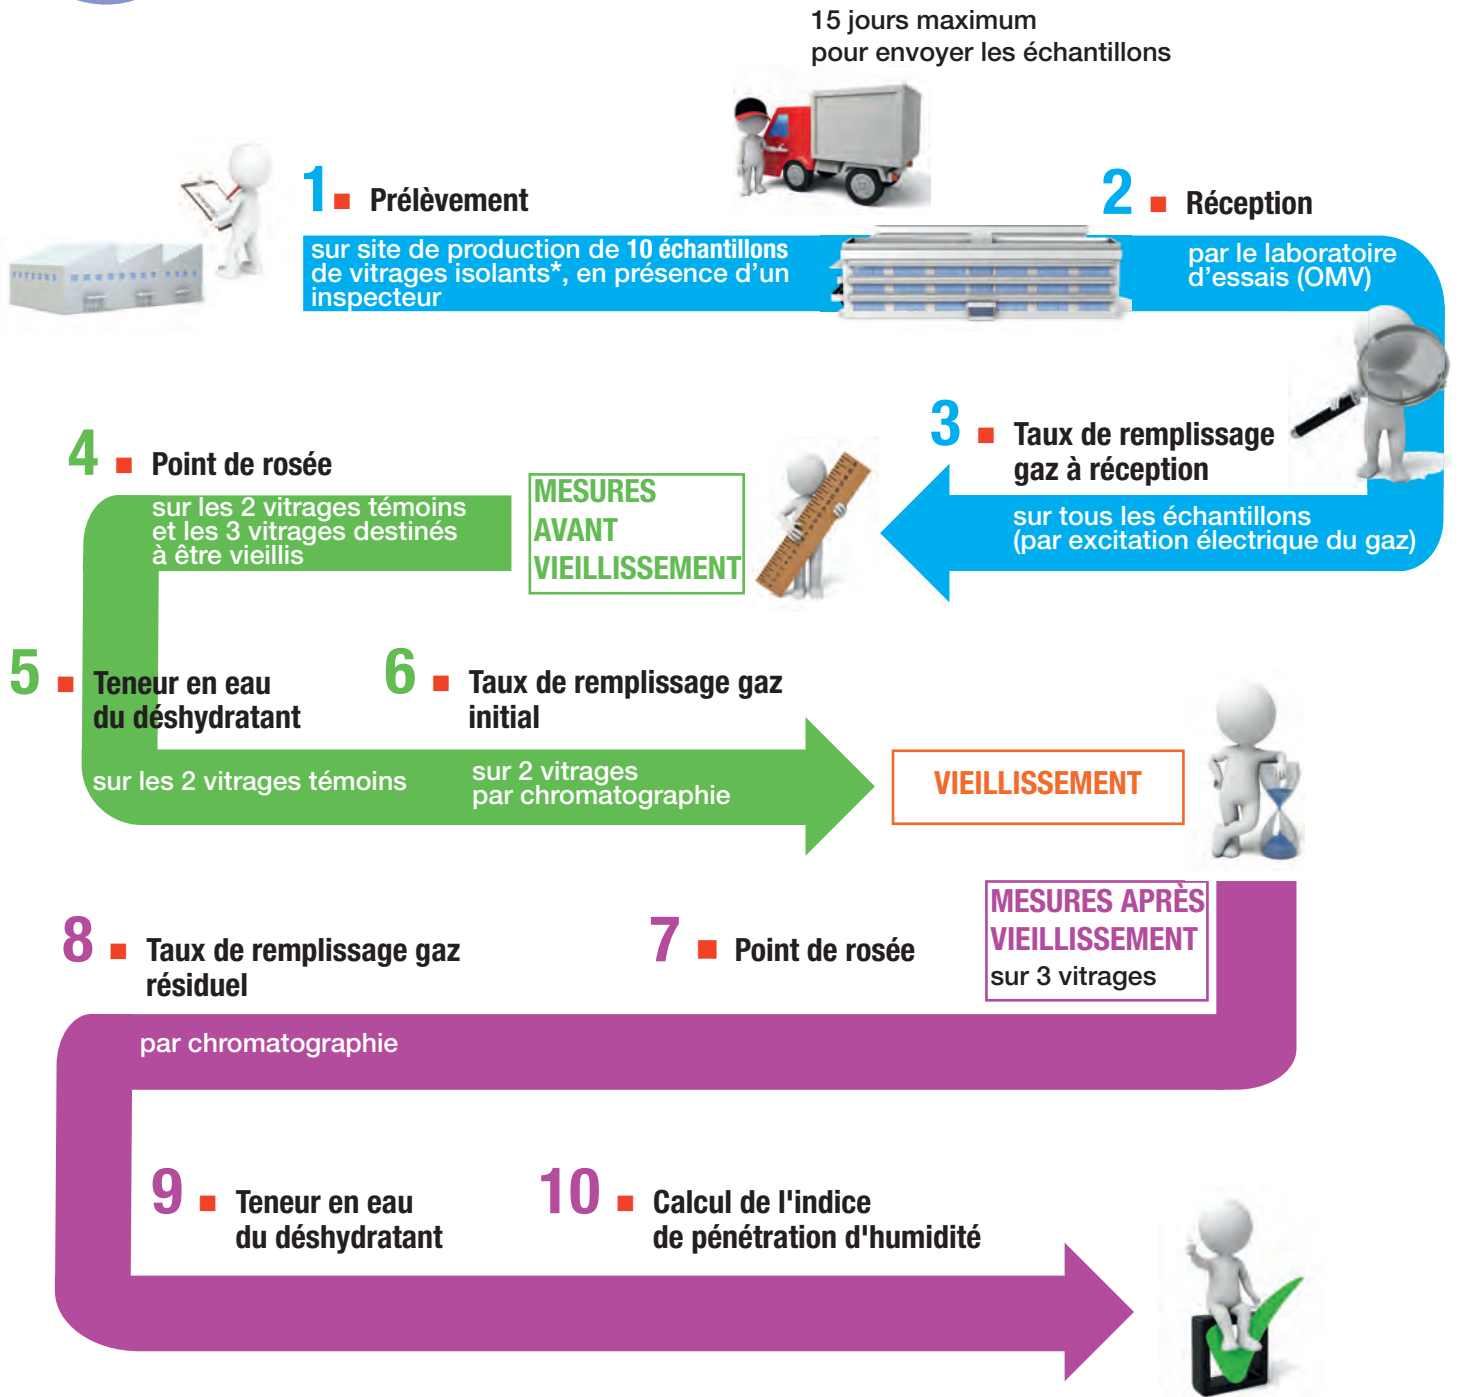 15 jours maximum
pour envoyer les échantillons
1 ■ Prélèvement
sur site de production de 10 échantillons
de vitrages isolants*, en présence d'un
inspecteur
2 ■ Réception
par le laboratoire
d'essais (OMV)
3 ■ Taux de remplissage
gaz à réception
sur tous les échantillons
(par excitation électrique du gaz)
MESURES
AVANT
VIEILLISSEMENT
4 ■ Point de rosée
sur les 2 vitrages témoins
et les 3 vitrages destinés
à être vieillis
5 ■ Teneur en eau
du déshydratant
sur les 2 vitrages témoins
6 ■ Taux de remplissage gaz
initial
sur 2 vitrages
par chromatographie
VIEILLISSEMENT
MESURES APRÈS
VIEILLISSEMENT
sur 3 vitrages
7 ■ Point de rosée
8 ■ Taux de remplissage gaz
résiduel
par chromatographie
9 ■ Teneur en eau
du déshydratant
10 ■ Calcul de l'indice
de pénétration d'humidité